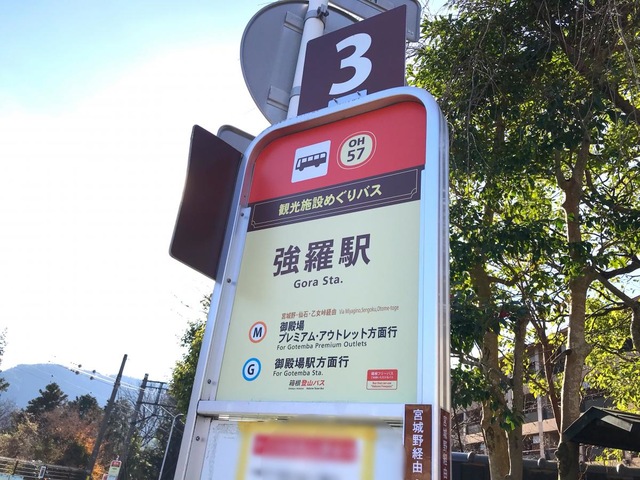 3
OH
57
観光施設めぐりバス
強羅駅
Gora Sta.
宮城野・仙石・乙女峠経由 Via Miyagino,Sengoku,Otome-toge
M 御殿場
プレミアム・アウトレット方面行
For Gotemba Premium Outlets
G 御殿場駅方面行
For Gotemba Sta.
箱根登山バス
宮城野経由